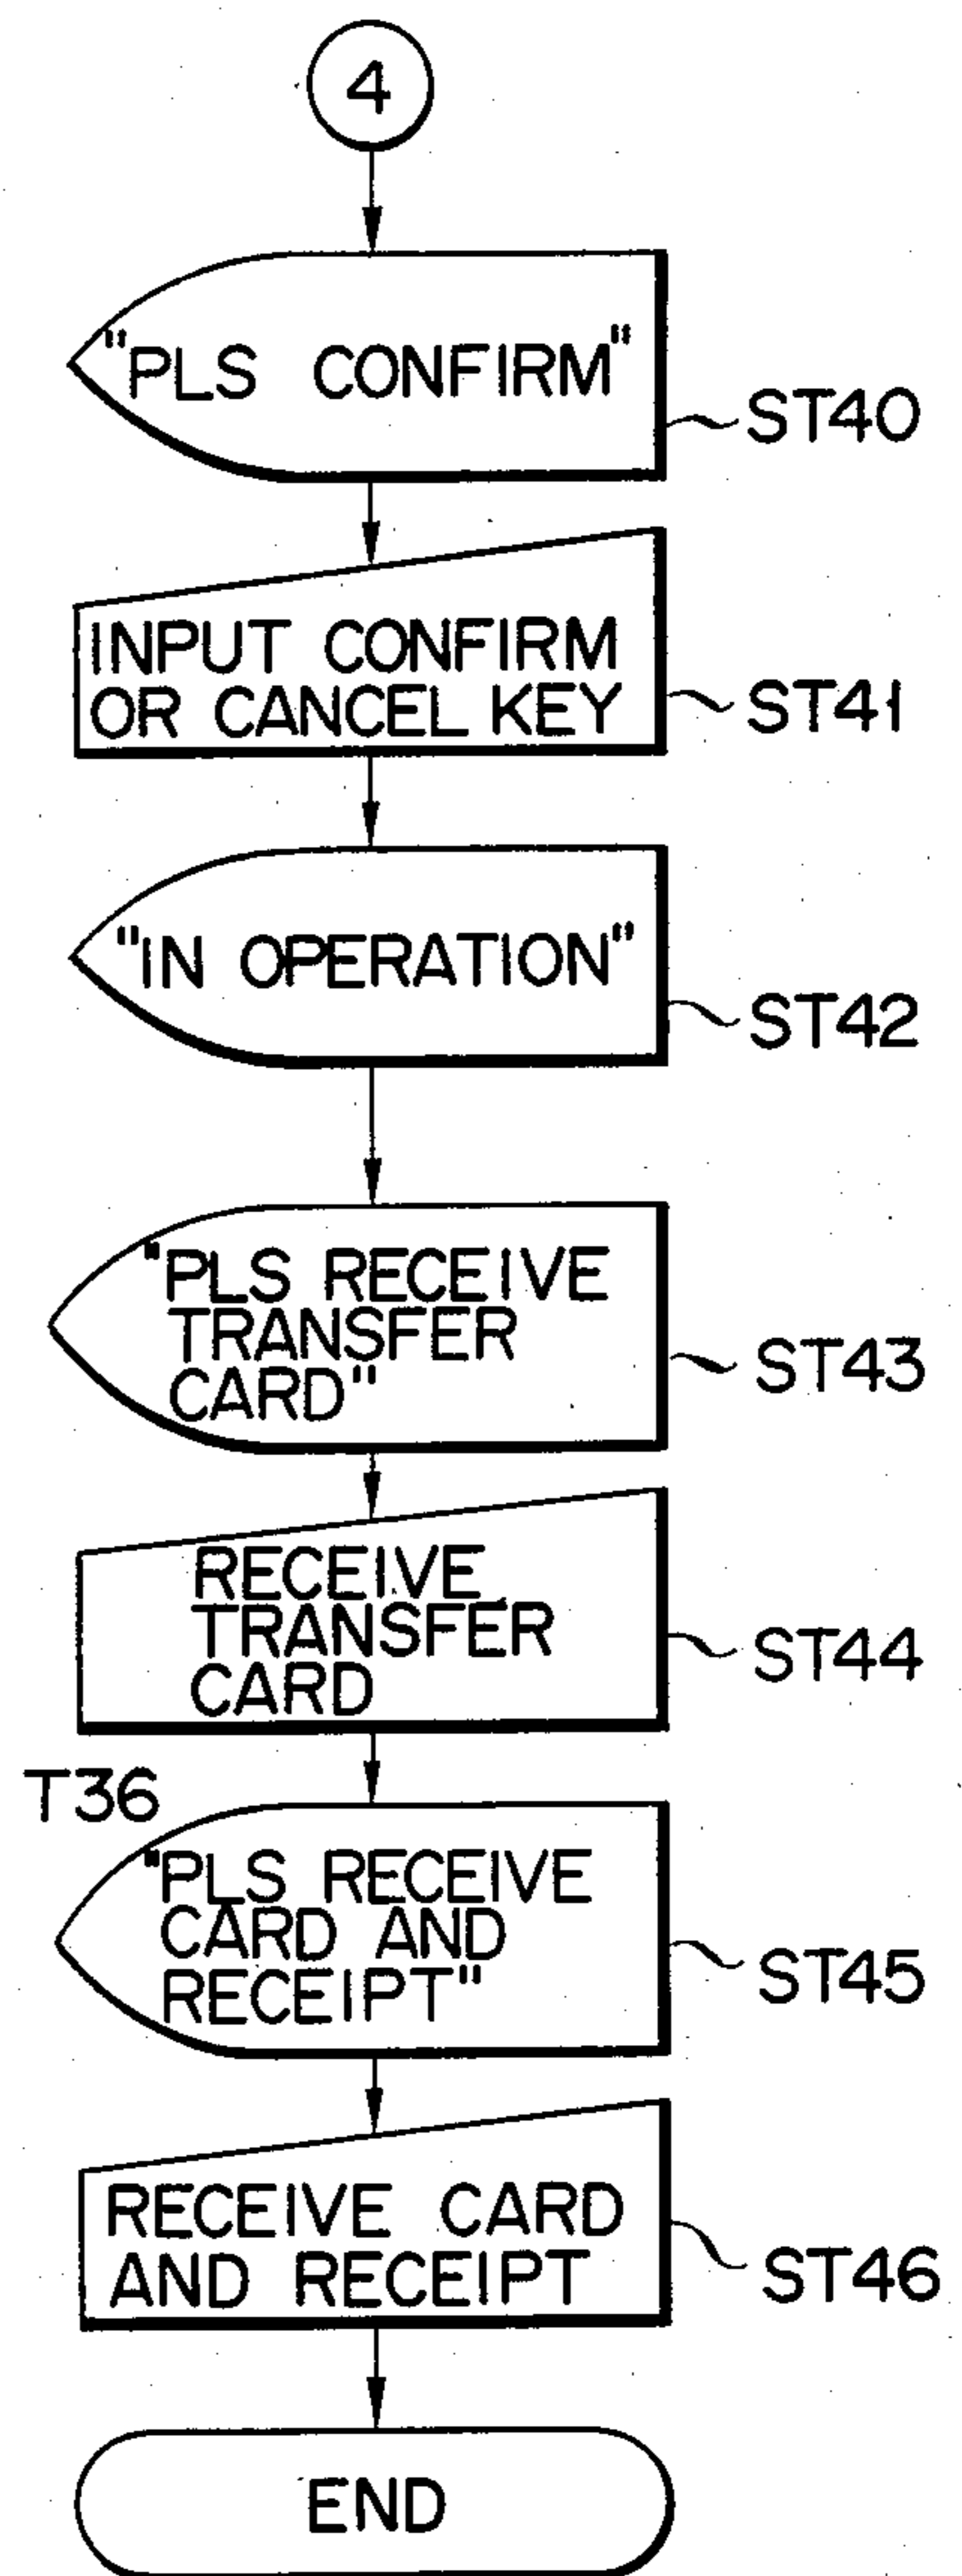 4
"PLS CONFIRM"
ST40
INPUT CONFIRM
OR CANCEL KEY
ST41
"IN OPERATION"
ST42
"PLS RECEIVE
TRANSFER
CARD"
ST43
RECEIVE
TRANSFER
CARD
ST44
T36
"PLS RECEIVE
CARD AND
RECEIPT"
ST45
RECEIVE CARD
AND RECEIPT
ST46
END